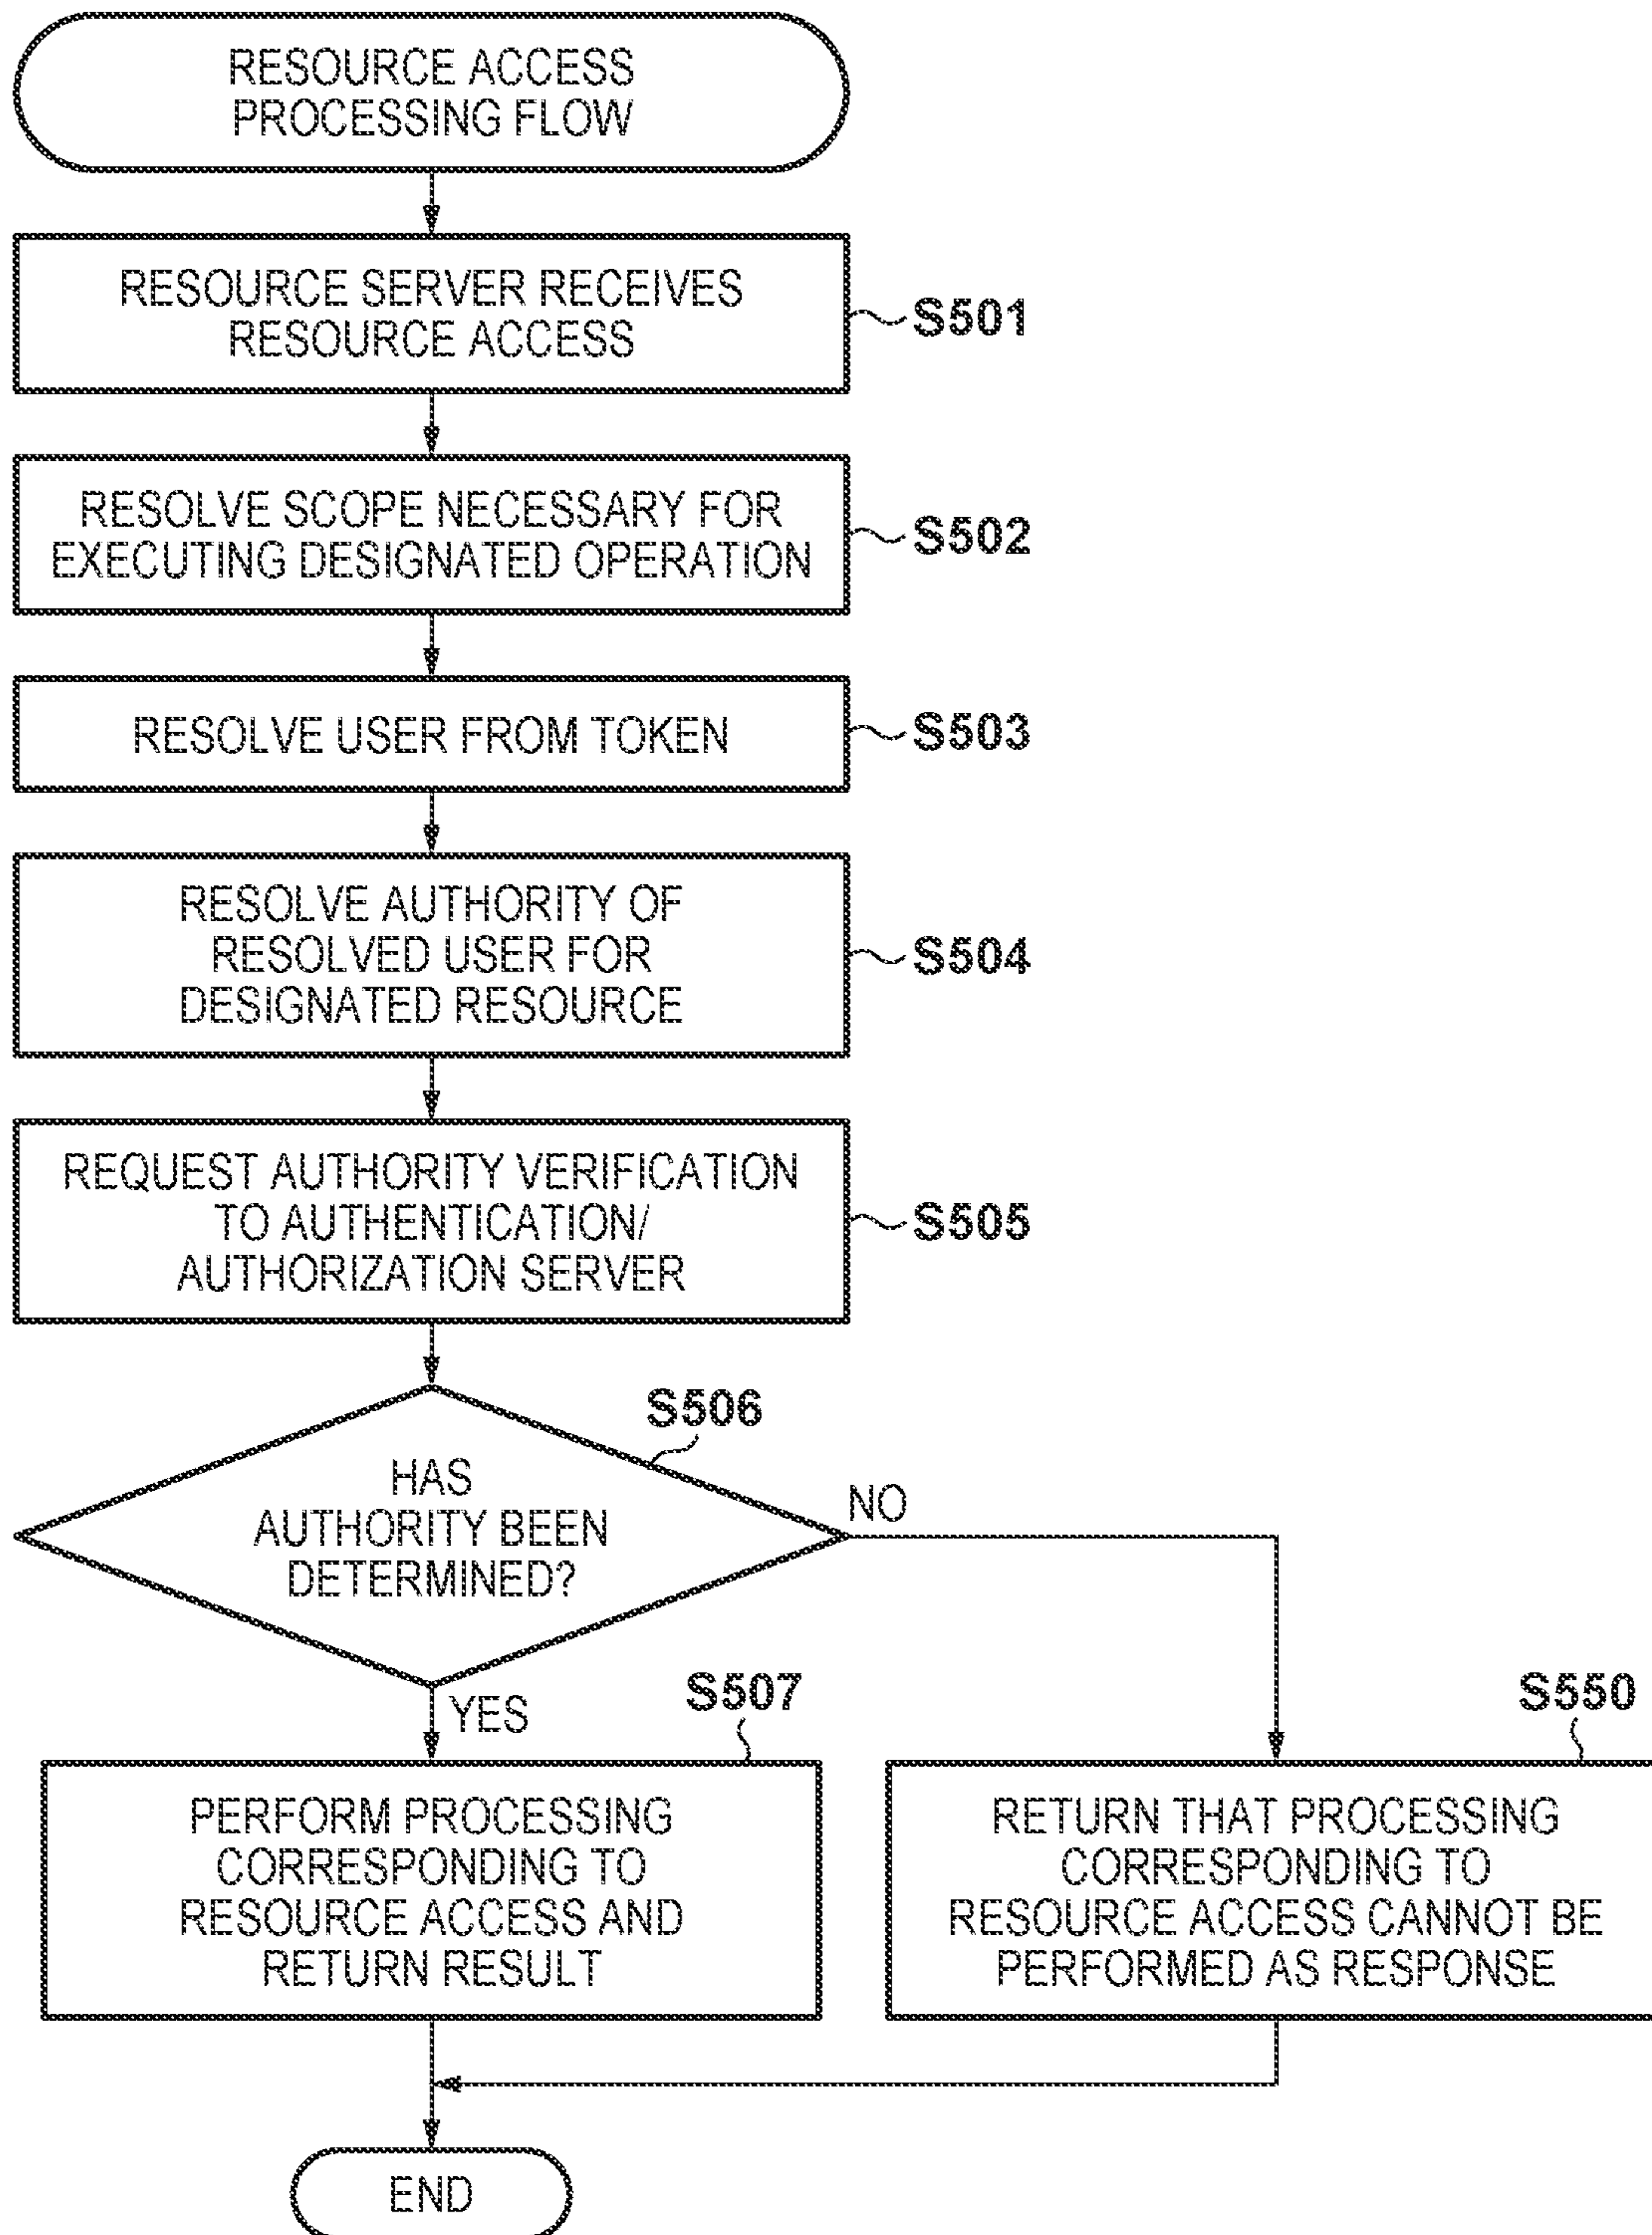 RESOURCE ACCESS
PROCESSING FLOW
RESOURCE SERVER RECEIVES
RESOURCE ACCESS
S501
RESOLVE SCOPE NECESSARY FOR
EXECUTING DESIGNATED OPERATION
S502
RESOLVE USER FROM TOKEN
S503
RESOLVE AUTHORITY OF
RESOLVED USER FOR
DESIGNATED RESOURCE
S504
REQUEST AUTHORITY VERIFICATION
TO AUTHENTICATION/
AUTHORIZATION SERVER
S505
S506
HAS
AUTHORITY BEEN
DETERMINED?
NO
YES
S507
PERFORM PROCESSING
CORRESPONDING TO
RESOURCE ACCESS AND
RETURN RESULT
S550
RETURN THAT PROCESSING
CORRESPONDING TO
RESOURCE ACCESS CANNOT BE
PERFORMED AS RESPONSE
END